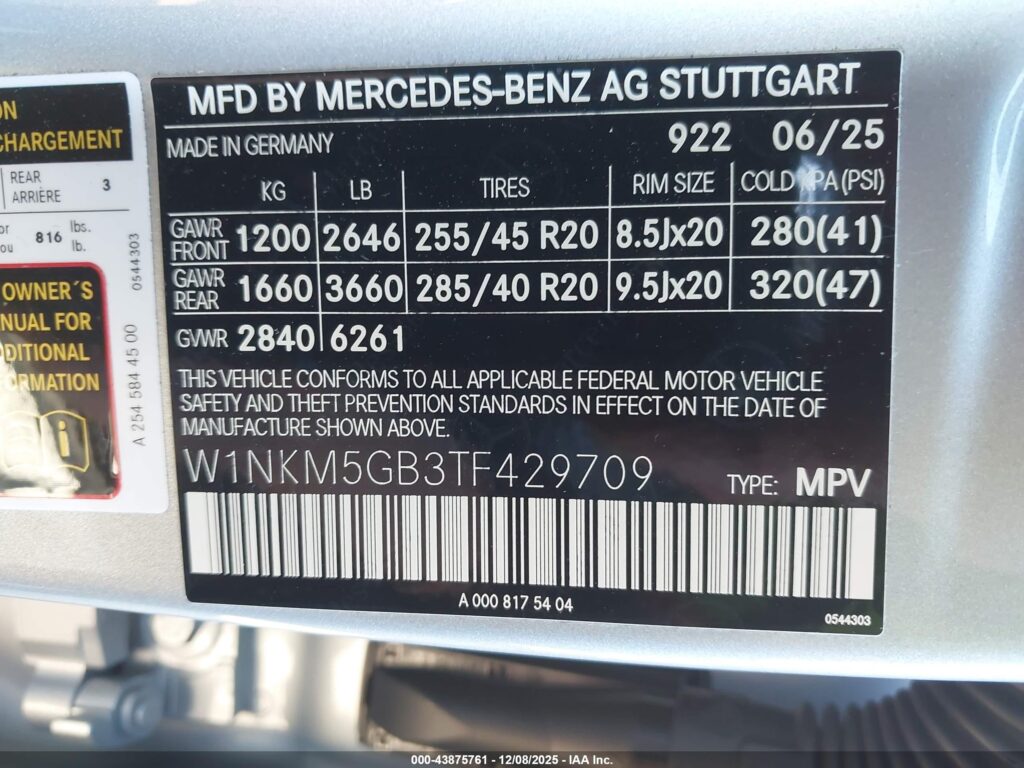 MFD BY MERCEDES-BENZ AG STUTTGART
MADE IN GERMANY 922 06/25
KG LB TIRES RIM SIZE COLD KPA (PSI)
GAWR FRONT 1200 2646 255/45 R20 8.5Jx20 280(41)
GAWR REAR 1660 3660 285/40 R20 9.5Jx20 320(47)
GVWR 2840 6261
THIS VEHICLE CONFORMS TO ALL APPLICABLE FEDERAL MOTOR VEHICLE
SAFETY AND THEFT PREVENTION STANDARDS IN EFFECT ON THE DATE OF
MANUFACTURE SHOWN ABOVE.
W1NKM5GB3TF429709 TYPE: MPV
A 000 817 54 04
0544303
CHARGEMENT
REAR
ARRIÈRE 3
816 lbs.
lb.
OWNER´S
FOR
0544303
A 254 584 45 00
000-43875761 - 12/08/2025 - IAA Inc.